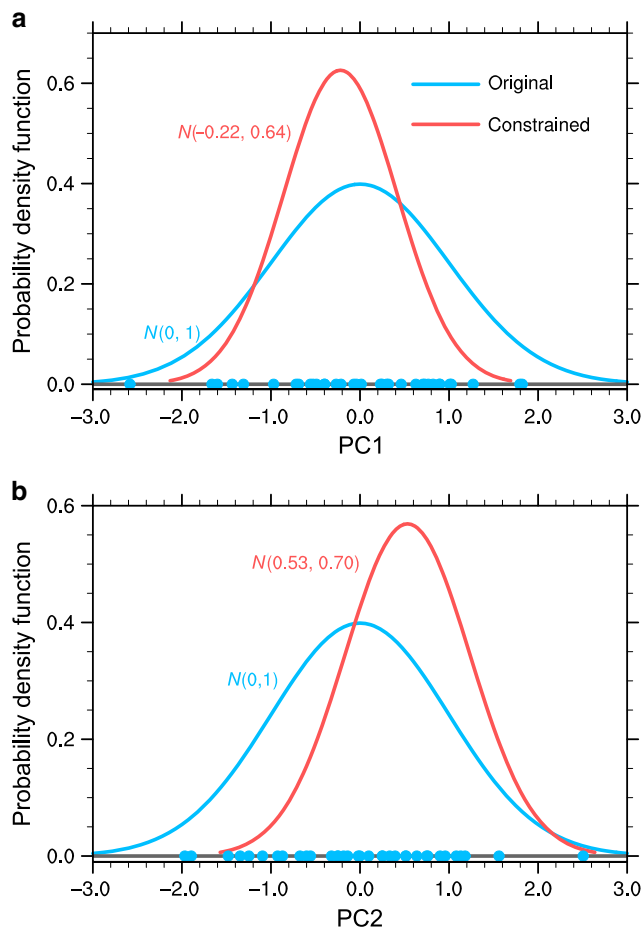 a
Probability density function
0.6
0.4
0.2
0.0
Original
Constrained
N(–0.22, 0.64)
N(0, 1)
–3.0 –2.0 –1.0 0.0 1.0 2.0 3.0
PC1
b
Probability density function
0.6
0.4
0.2
0.0
N(0.53, 0.70)
N(0,1)
–3.0 –2.0 –1.0 0.0 1.0 2.0 3.0
PC2